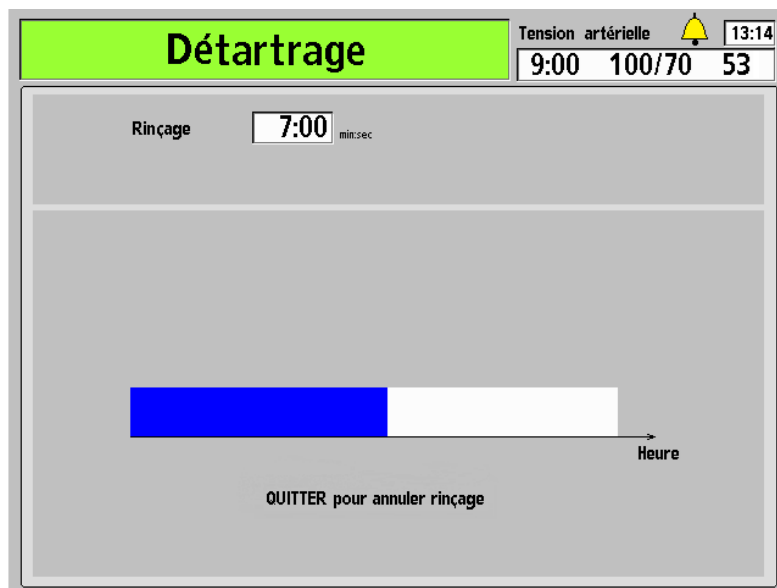 Détartrage
Tension artérielle
13:14
9:00 100/70 53
Rinçage 7:00 min:sec
Heure
QUITTER pour annuler rinçage